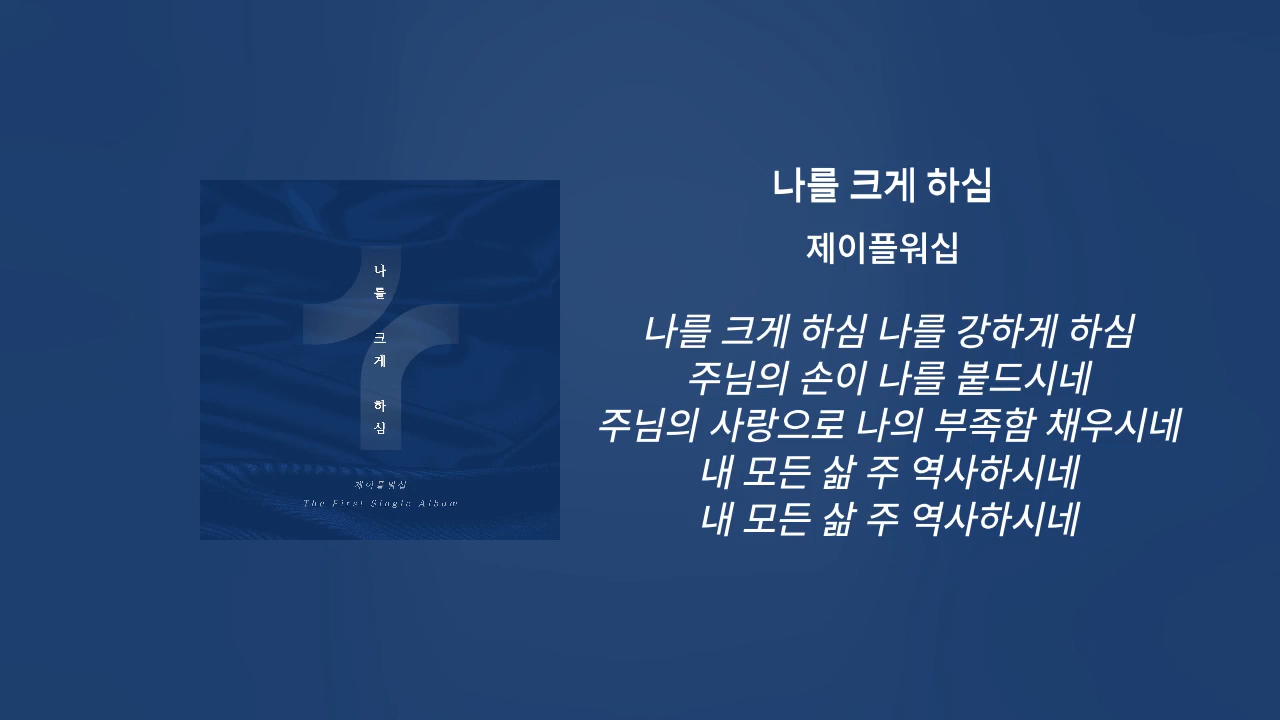 나를 크게 하심
제이플워십
The First Single Album
나를 크게 하심
제이플워십
나를 크게 하심 나를 강하게 하심
주님의 손이 나를 붙드시네
주님의 사랑으로 나의 부족함 채우시네
내 모든 삶 주 역사하시네
내 모든 삶 주 역사하시네